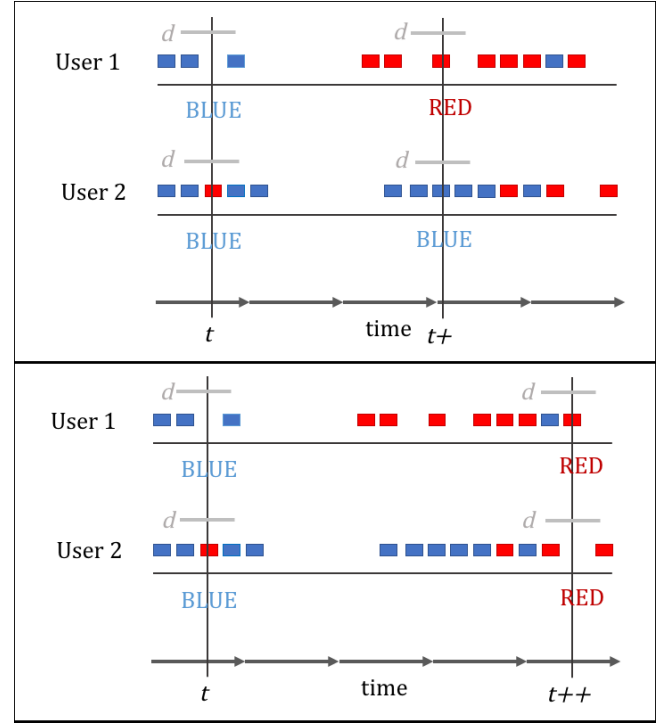 d d
User 1
BLUE RED
d d
User 2
BLUE BLUE
t time t+
d d
User 1
BLUE RED
d d
User 2
BLUE RED
t time t++